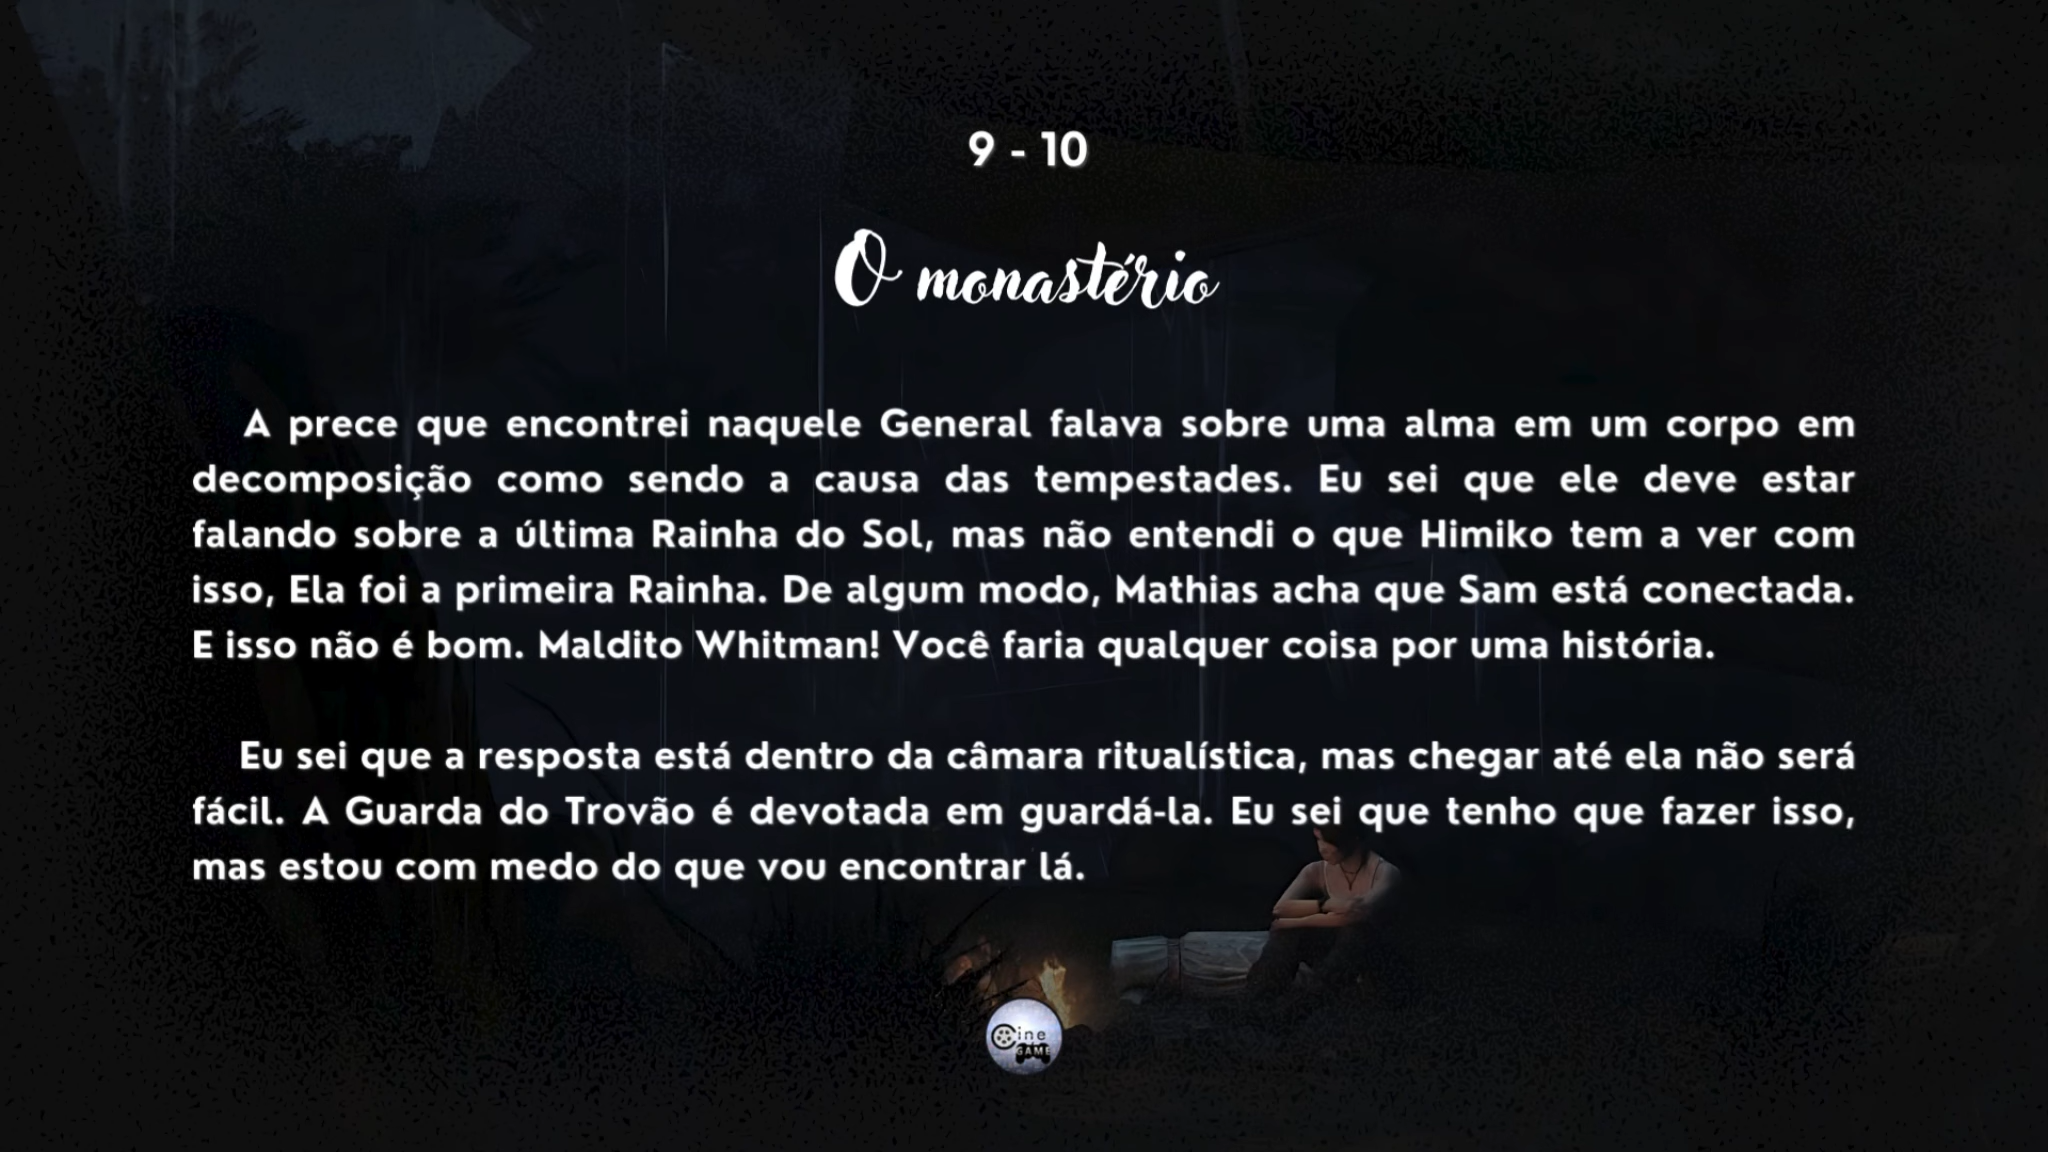 9 - 10
O monastério
A prece que encontrei naquele General falava sobre uma alma em um corpo em
decomposição como sendo a causa das tempestades. Eu sei que ele deve estar
falando sobre a última Rainha do Sol, mas não entendi o que Himiko tem a ver com
isso, Ela foi a primeira Rainha. De algum modo, Mathias acha que Sam está conectada.
E isso não é bom. Maldito Whitman! Você faria qualquer coisa por uma história.
Eu sei que a resposta está dentro da câmara ritualística, mas chegar até ela não será
fácil. A Guarda do Trovão é devotada em guardá-la. Eu sei que tenho que fazer isso,
mas estou com medo do que vou encontrar lá.
Cine
GAME